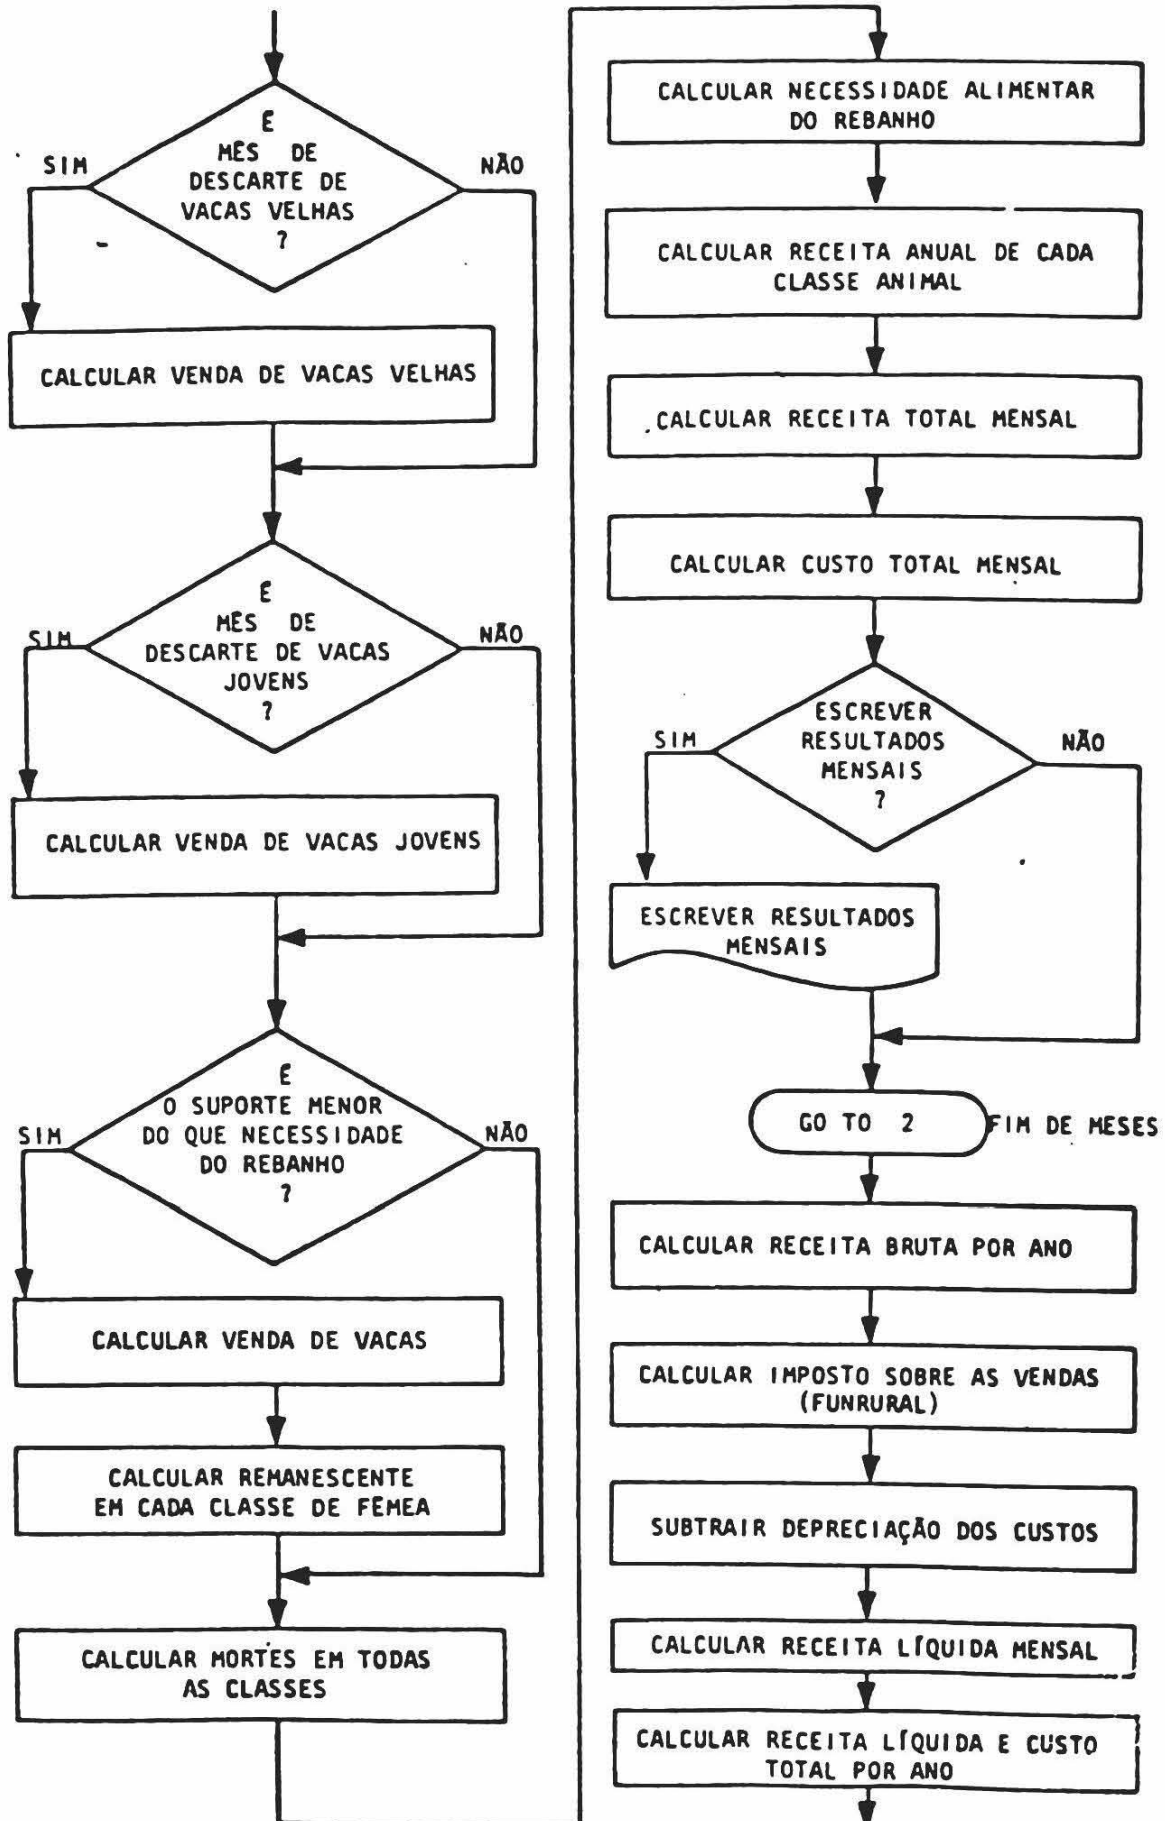 E
MÊS DE
DESCARTE DE
VACAS VELHAS
?
SIM
NÃO
CALCULAR VENDA DE VACAS VELHAS
E
MÊS DE
DESCARTE DE VACAS
JOVENS
?
SIM
NÃO
CALCULAR VENDA DE VACAS JOVENS
E
O SUPORTE MENOR
DO QUE NECESSIDADE
DO REBANHO
?
SIM
NÃO
CALCULAR VENDA DE VACAS
CALCULAR REMANESCENTE
EM CADA CLASSE DE FÊMEA
CALCULAR MORTES EM TODAS
AS CLASSES
CALCULAR NECESSIDADE ALIMENTAR
DO REBANHO
CALCULAR RECEITA ANUAL DE CADA
CLASSE ANIMAL
CALCULAR RECEITA TOTAL MENSAL
CALCULAR CUSTO TOTAL MENSAL
ESCREVER
RESULTADOS
MENSAIS
?
SIM
NÃO
ESCREVER RESULTADOS
MENSAIS
GO TO 2 FIM DE MESES
CALCULAR RECEITA BRUTA POR ANO
CALCULAR IMPOSTO SOBRE AS VENDAS
(FUNRURAL)
SUBTRAIR DEPRECIAÇÃO DOS CUSTOS
CALCULAR RECEITA LÍQUIDA MENSAL
CALCULAR RECEITA LÍQUIDA E CUSTO
TOTAL POR ANO